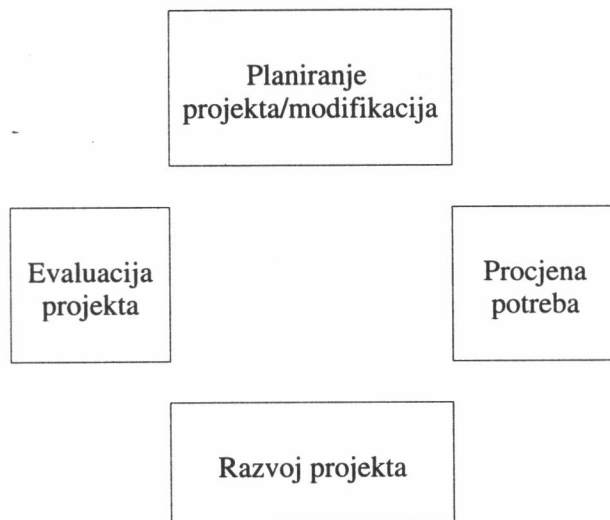 Planiranje
projekta/modifikacija
Evaluacija
projekta
Procjena
potreba
Razvoj projekta